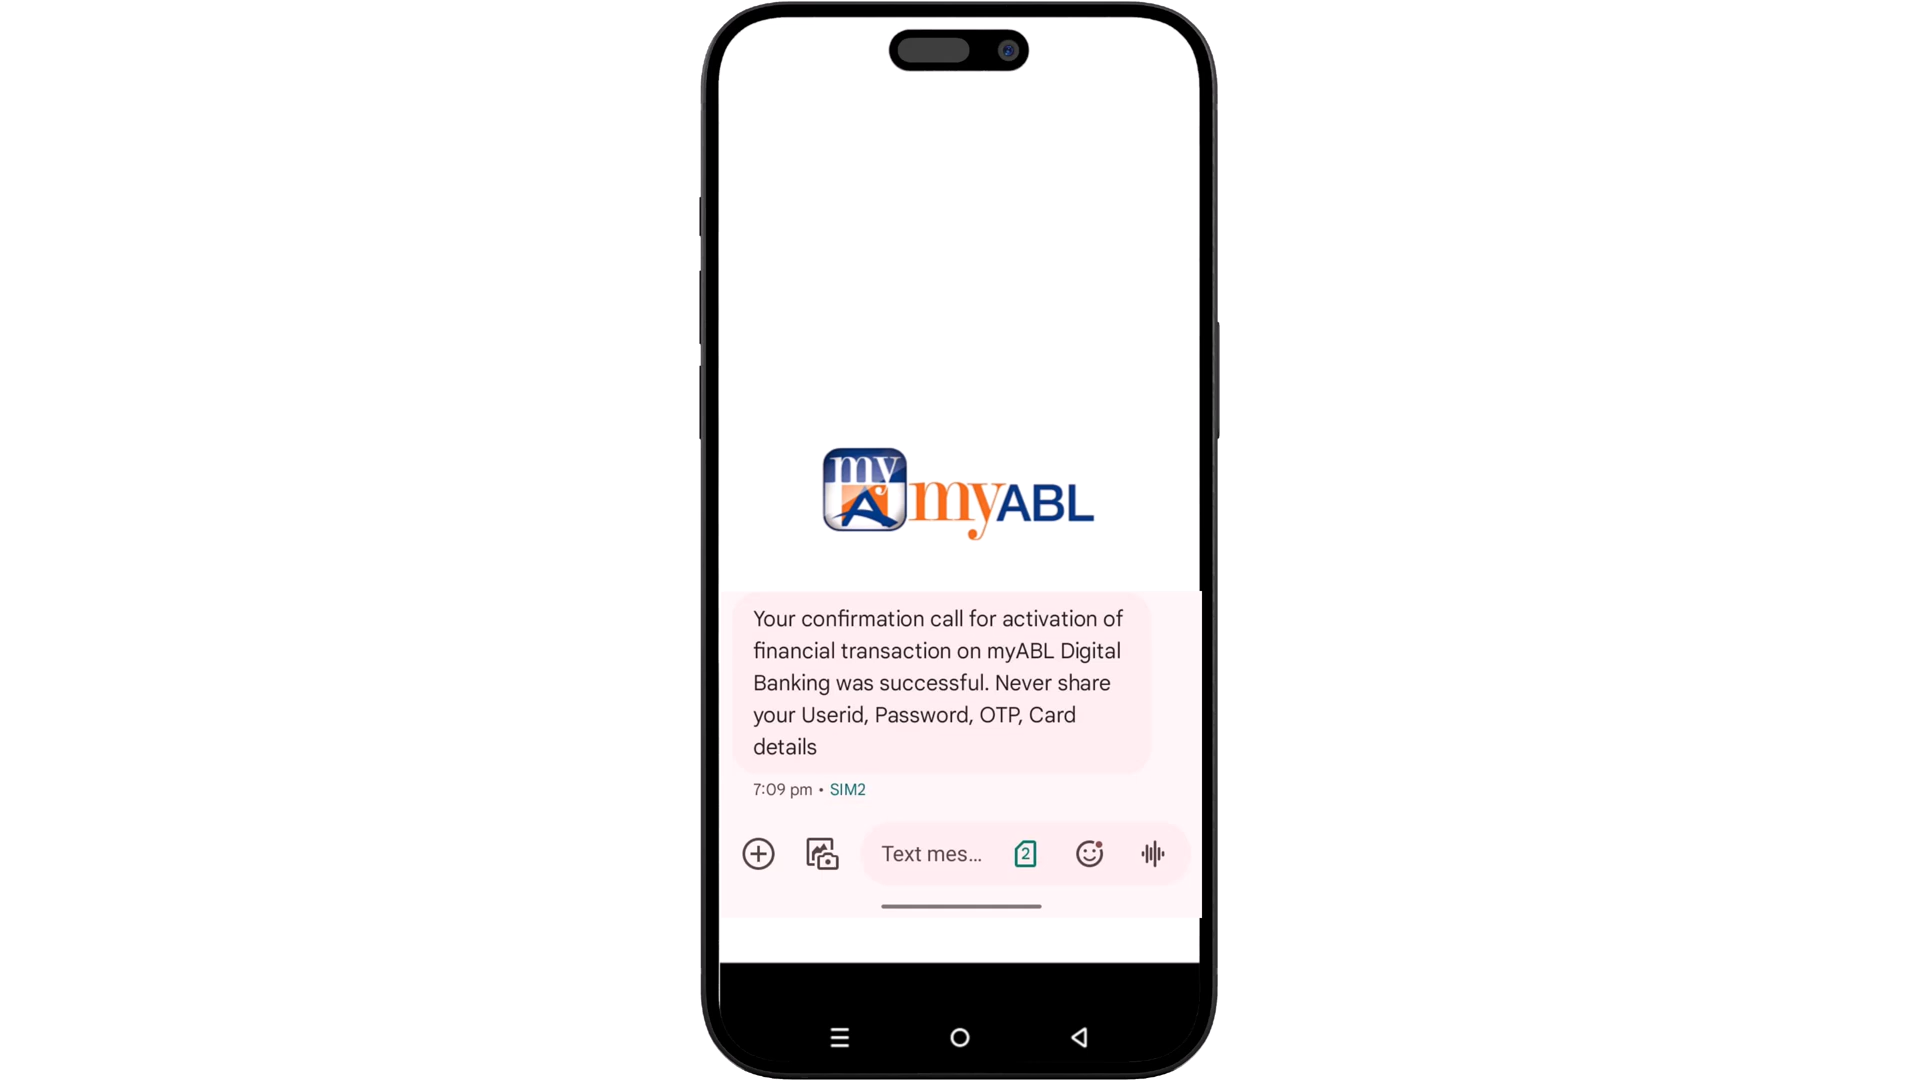 my
myABL
Your confirmation call for activation of
financial transaction on myABL Digital
Banking was successful. Never share
your Userid, Password, OTP, Card
details
7:09 pm • SIM2
Text mes...
2